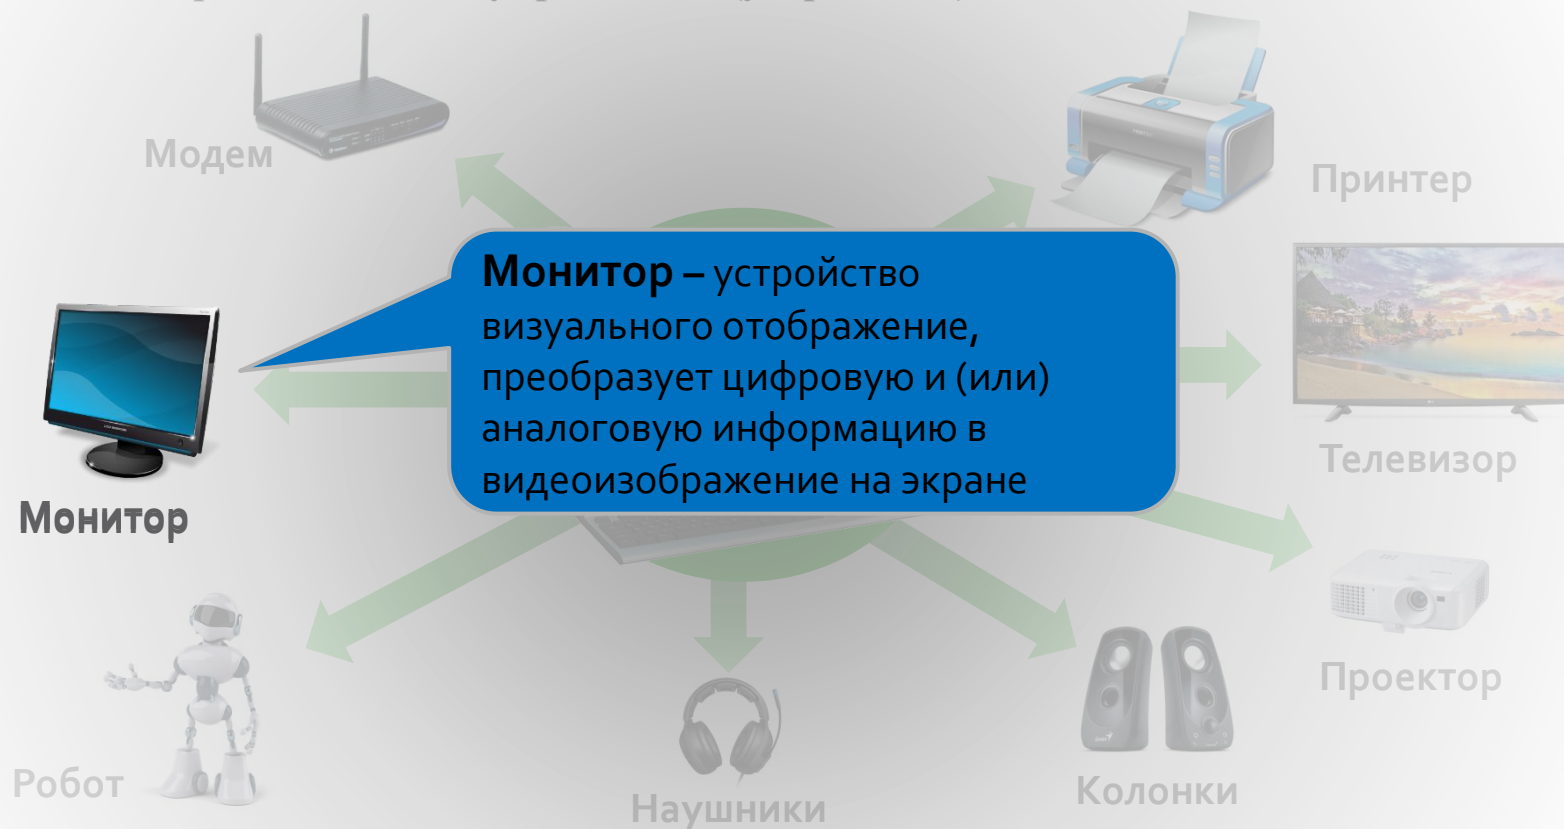 Модем
Принтер
Монитор – устройство
визуального отображение,
преобразует цифровую и (или)
аналоговую информацию в
видеоизображение на экране
Монитор
Телевизор
Проектор
Робот
Наушники
Колонки